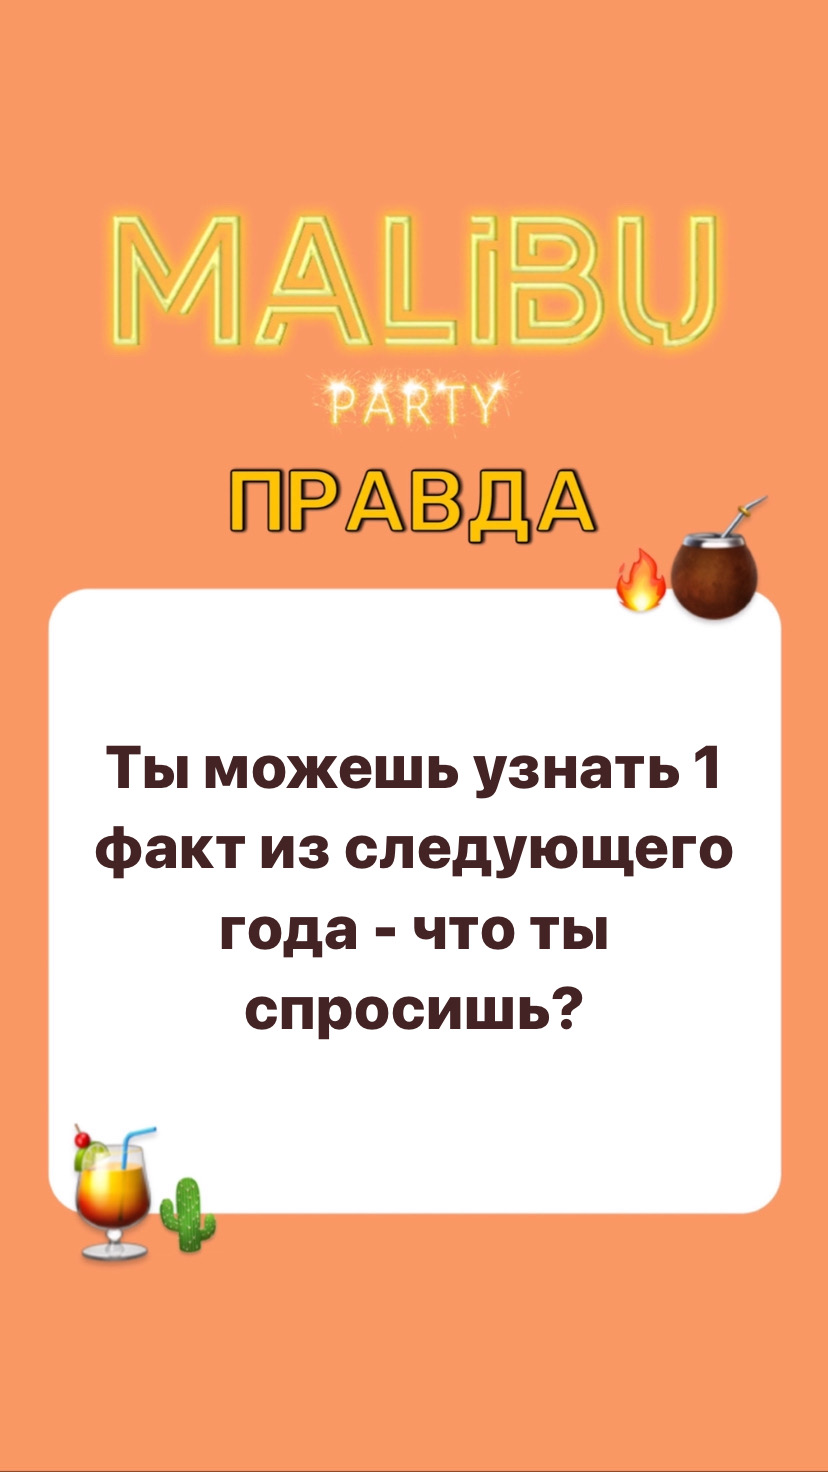 MALiBU
PARTY
ПРАВДА
Ты можешь узнать 1
факт из следующего
года - что ты
спросишь?